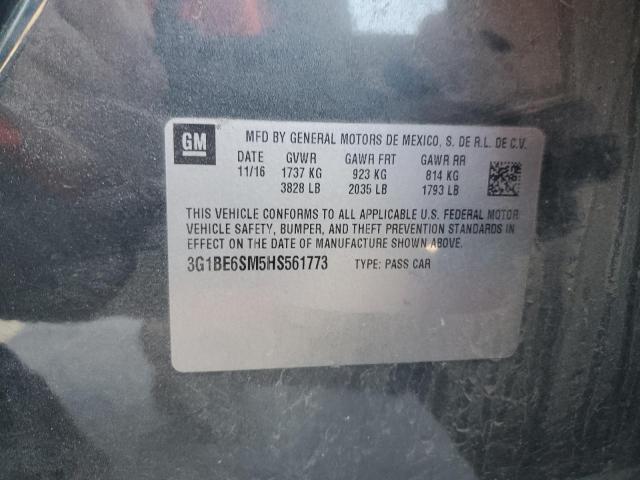 GM
MFD BY GENERAL MOTORS DE MEXICO, S. DE R.L. DE C.V.
DATE GVWR GAWR FRT GAWR RR
11/16 1737 KG 923 KG 814 KG
3828 LB 2035 LB 1793 LB
THIS VEHICLE CONFORMS TO ALL APPLICABLE U.S. FEDERAL MOTOR
VEHICLE SAFETY, BUMPER, AND THEFT PREVENTION STANDARDS IN
EFFECT ON THE DATE OF MANUFACTURE SHOWN ABOVE.
3G1BE6SM5HS561773 TYPE: PASS CAR